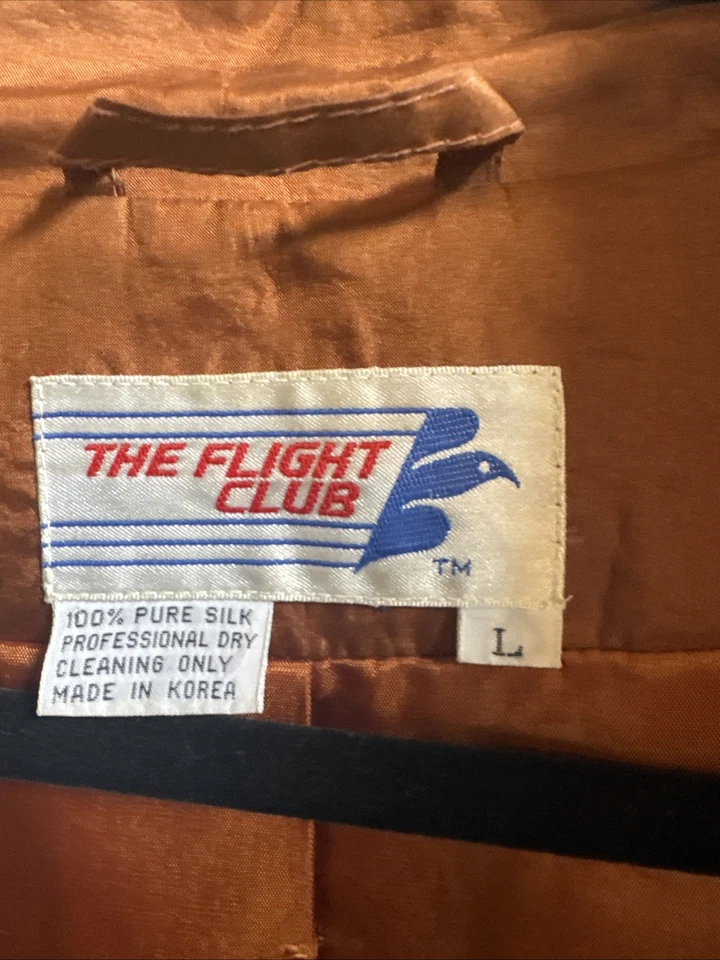 THE FLIGHT
CLUB
TM
100% PURE SILK
PROFESSIONAL DRY
CLEANING ONLY
MADE IN KOREA
L